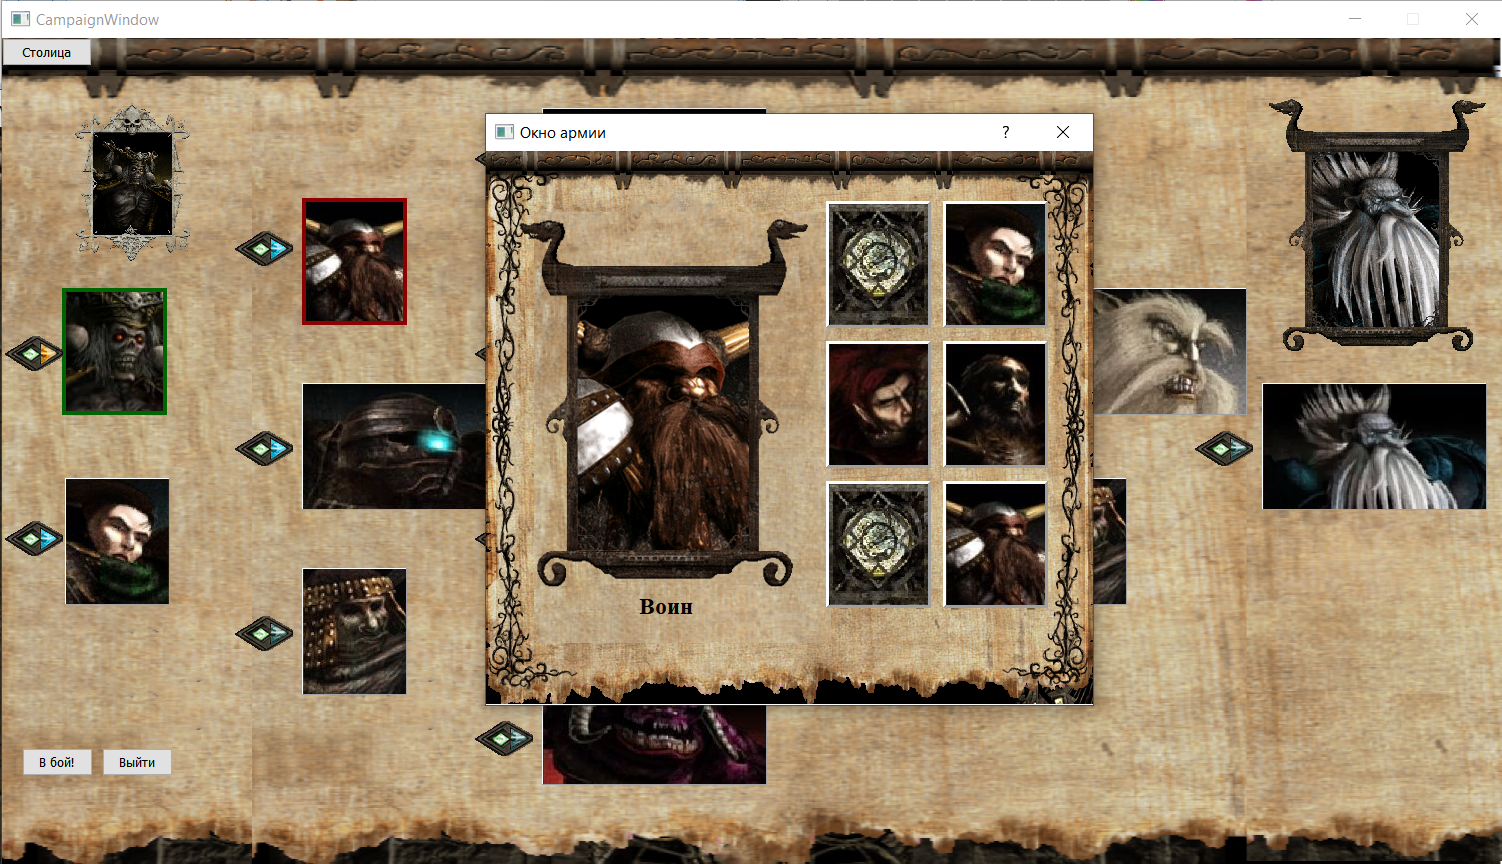 CampaignWindow
Столица
Окно армии
?
Воин
В бой!
Выйти